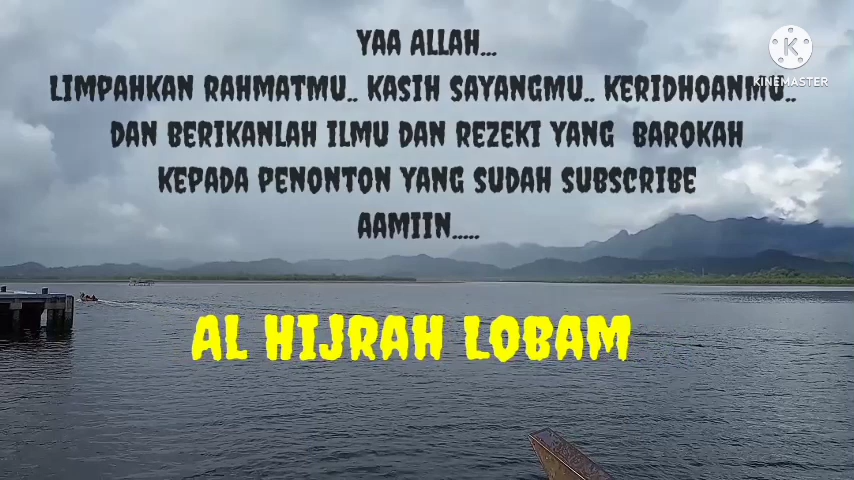 YAA ALLAH...
LIMPAHKAN RAHMATMU.. KASIH SAYANGMU.. KERIDHOANMU..
DAN BERIKANLAH ILMU DAN REZEKI YANG BAROKAH
KEPADA PENONTON YANG SUDAH SUBSCRIBE
AAMIIN.....
AL HIJRAH LOBAM
K
KINEMASTER